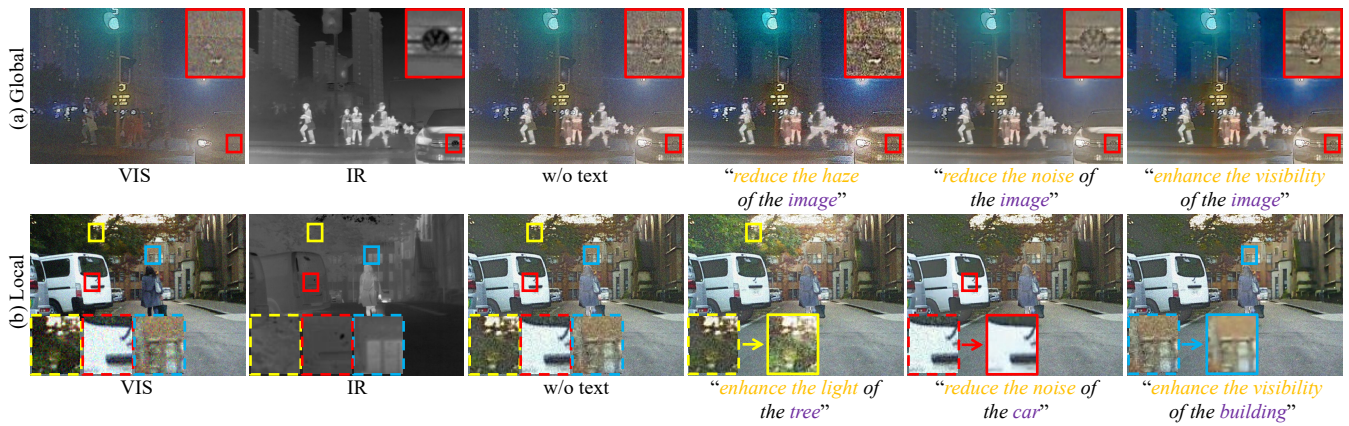 (a) Global
VIS
IR
w/o text
“reduce the haze
of the image”
“reduce the noise of
the image”
“enhance the visibility
of the image”
(b) Local
VIS
IR
w/o text
“enhance the light of
the tree”
“reduce the noise of
the car”
“enhance the visibility
of the building”